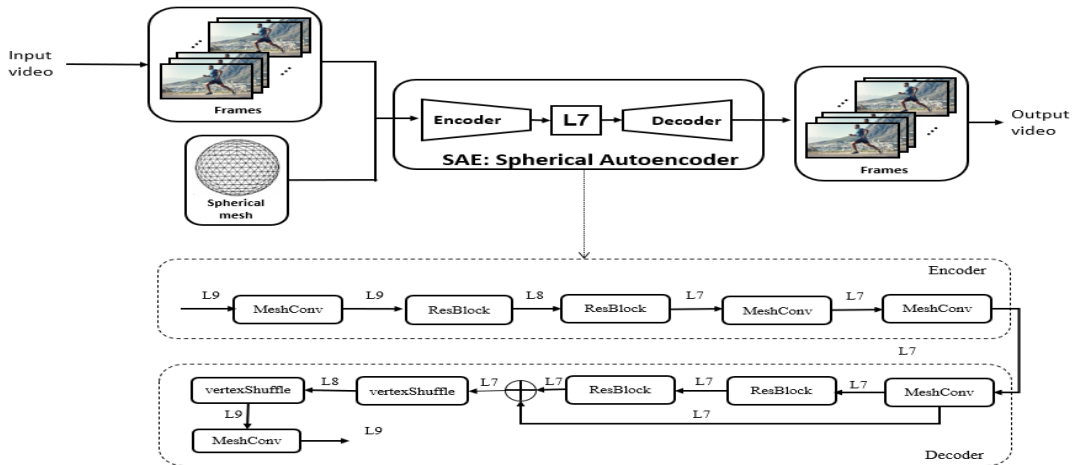 Input
video
Frames
Spherical
mesh
Encoder
L7
Decoder
SAE: Spherical Autoencoder
Frames
Output
video
Encoder
L9
MeshConv
L9
ResBlock
L8
ResBlock
L7
MeshConv
L7
MeshConv
L7
MeshConv
L7
ResBlock
L7
ResBlock
L7
L7
L7
vertexShuffle
L8
vertexShuffle
L9
MeshConv
L9
Decoder